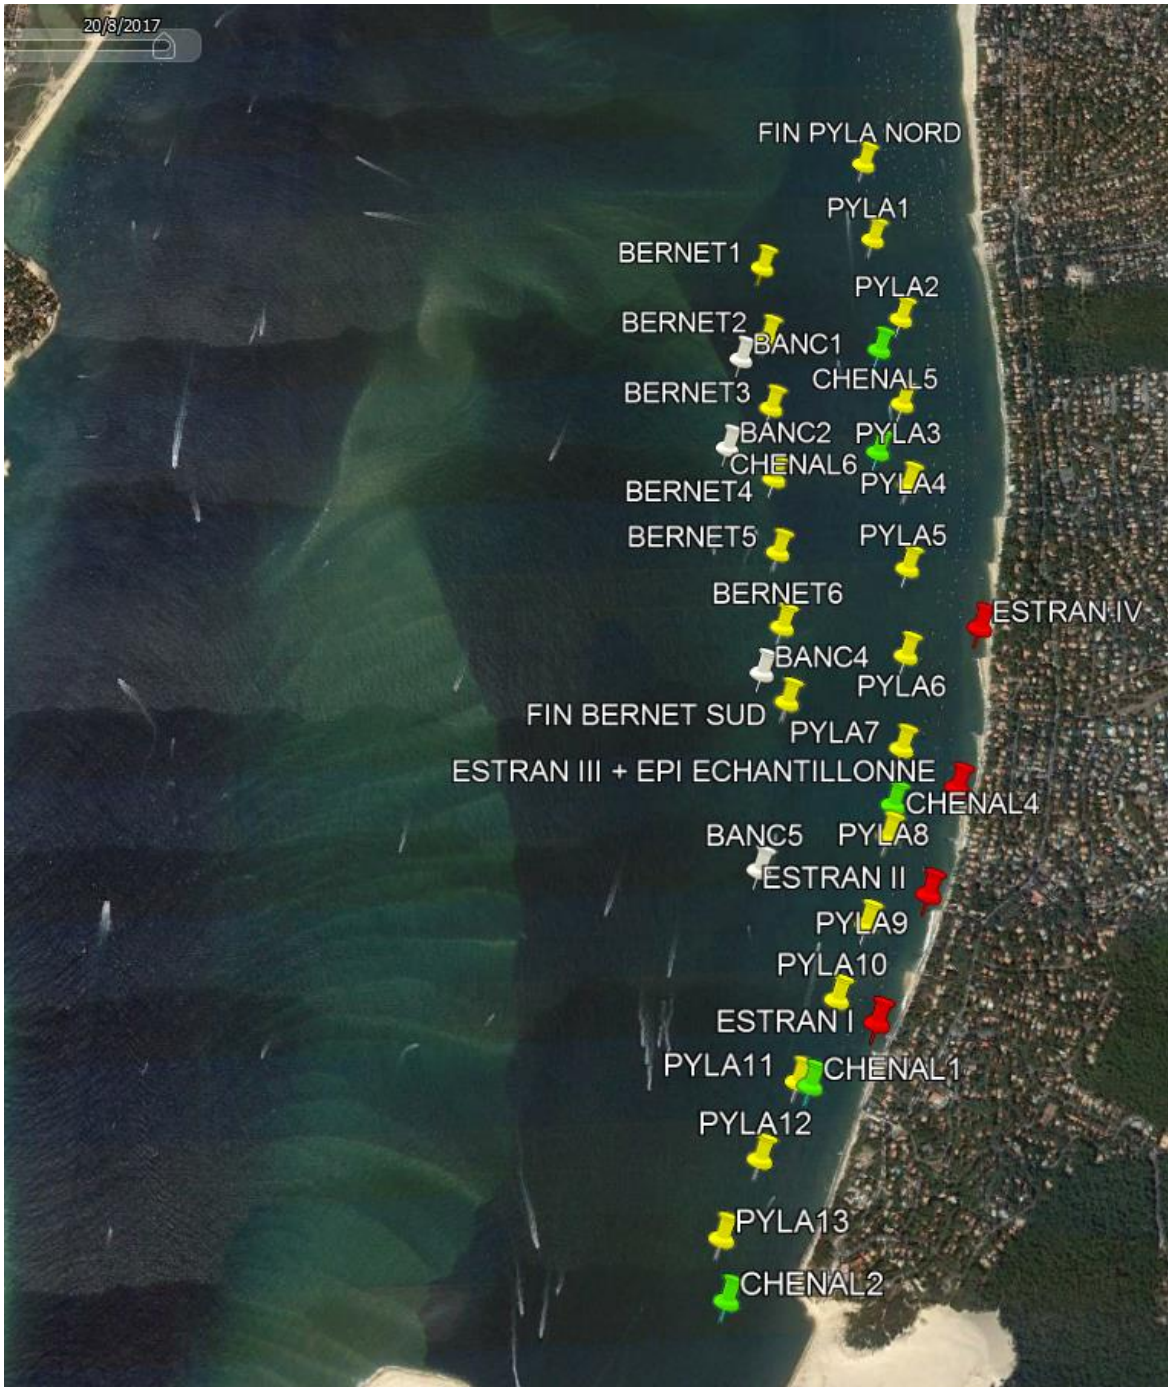 20/8/2017
FIN PYLA NORD
PYLA1
BERNET1
PYLA2
BERNET2
BANC1
CHENAL5
BERNET3
BANC2
PYLA3
CHENAL6
PYLA4
BERNET4
BERNET5
PYLA5
BERNET6
ESTRAN IV
BANC4
PYLA6
FIN BERNET SUD
PYLA7
ESTRAN III + EPI ECHANTILLONNE
CHENAL4
BANC5
PYLA8
ESTRAN II
PYLA9
PYLA10
ESTRAN I
PYLA11
CHENAL1
PYLA12
PYLA13
CHENAL2